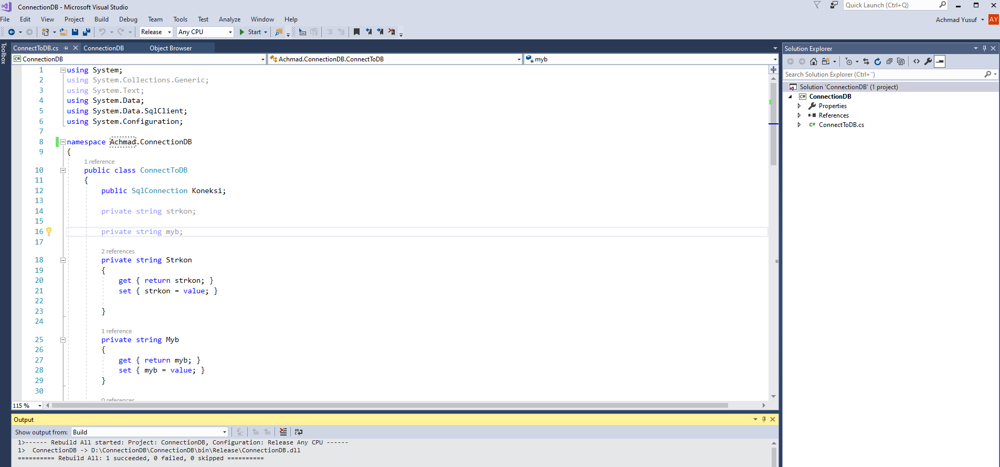 ConnectionDB - Microsoft Visual Studio
Quick Launch (Ctrl+Q)
File Edit View Project Build Debug Team Tools Test Analyze Window Help
Achmad Yusuf AY
Release Any CPU Start
Toolbox
ConnectToDB.cs ConnectionDB Object Browser
C# ConnectionDB Achmad.ConnectionDB.ConnectToDB myb
1 using System;
2 using System.Collections.Generic;
3 using System.Text;
4 using System.Data;
5 using System.Data.SqlClient;
6 using System.Configuration;
7
8 namespace Achmad.ConnectionDB
9 {
1 reference
10 public class ConnectToDB
11 {
12 public SqlConnection Koneksi;
13
14 private string strkon;
15
16 private string myb;
17
2 references
18 private string Strkon
19 {
20 get { return strkon; }
21 set { strkon = value; }
22
23 }
24
1 reference
25 private string Myb
26 {
27 get { return myb; }
28 set { myb = value; }
29 }
30
0 references
115 %
Output
Show output from: Build
1>------ Rebuild All started: Project: ConnectionDB, Configuration: Release Any CPU ------
1>  ConnectionDB -> D:\ConnectionDB\ConnectionDB\bin\Release\ConnectionDB.dll
========== Rebuild All: 1 succeeded, 0 failed, 0 skipped ==========
Solution Explorer
Search Solution Explorer (Ctrl+¨)
Solution 'ConnectionDB' (1 project)
C# ConnectionDB
Properties
References
C# ConnectToDB.cs